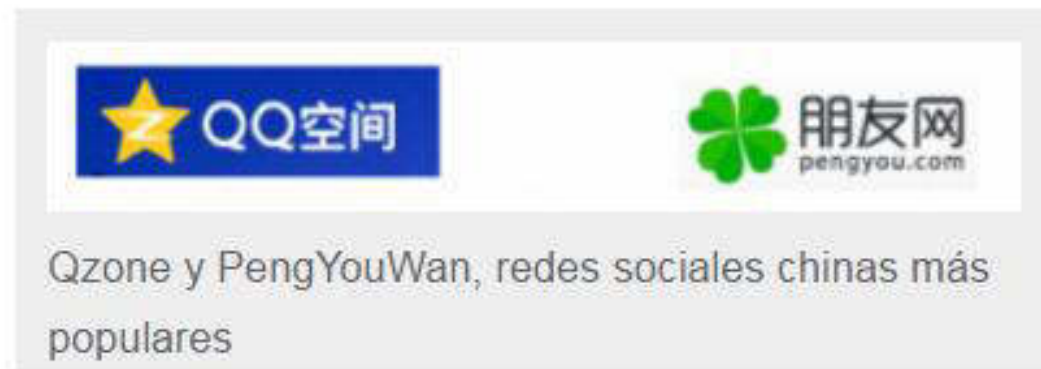 QQ空间
朋友网
pengyou.com
Qzone y PengYouWan, redes sociales chinas más
populares